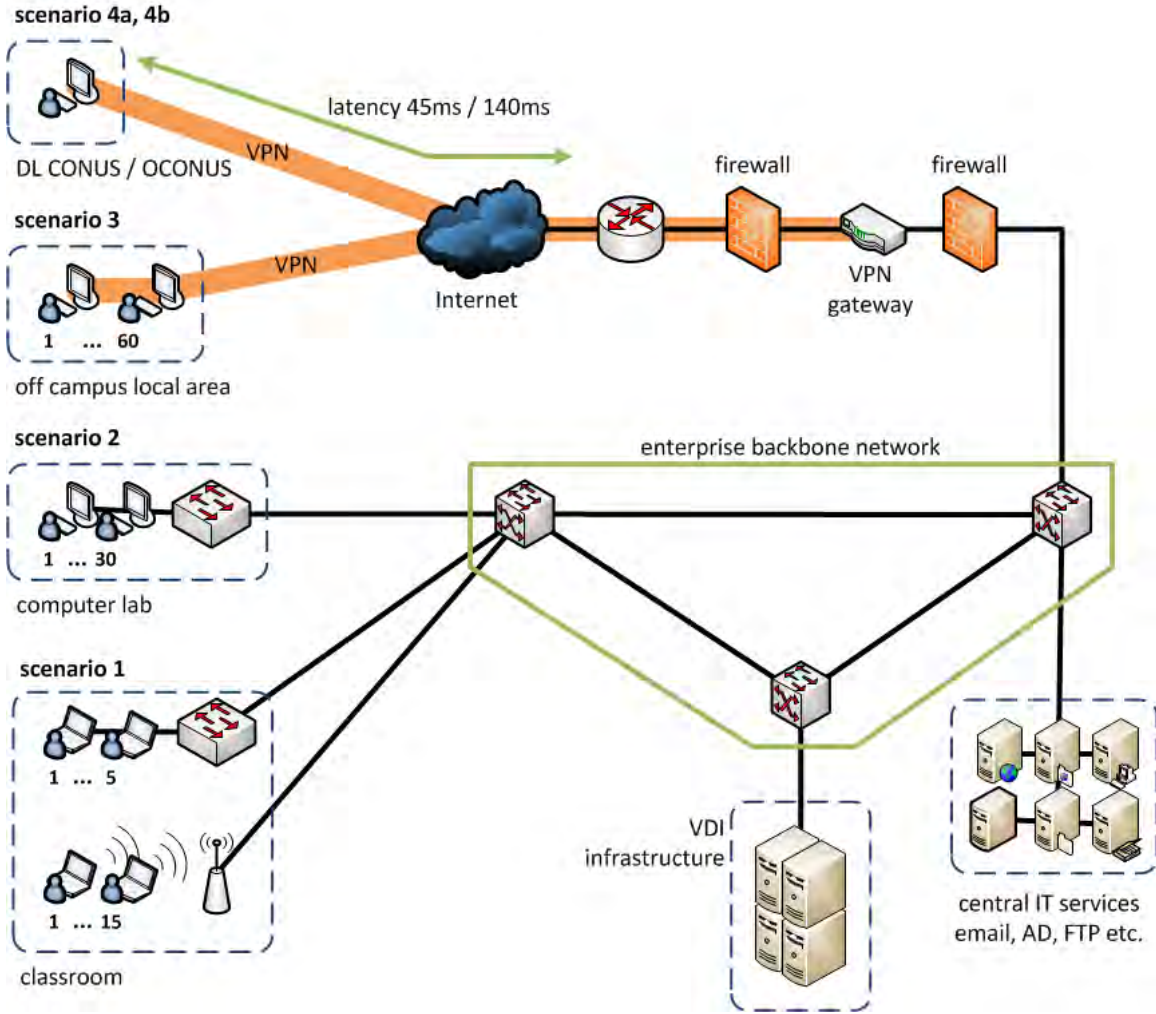 scenario 4a, 4b
latency 45ms / 140ms
VPN
DL CONUS / OCONUS
firewall
firewall
scenario 3
VPN
Internet
VPN
gateway
1 ... 60
off campus local area
scenario 2
enterprise backbone network
1 ... 30
computer lab
scenario 1
1 ... 5
VDI
infrastructure
1 ... 15
classroom
central IT services
email, AD, FTP etc.